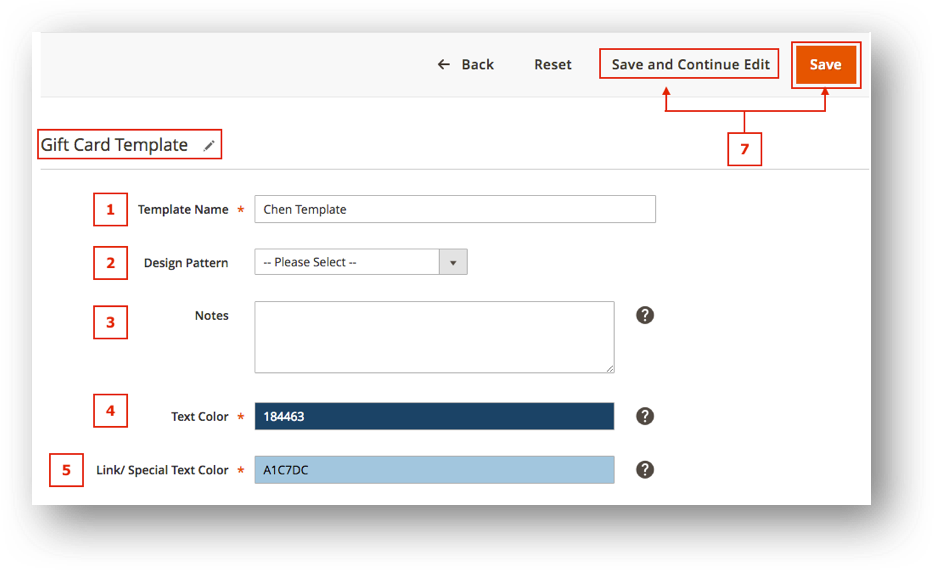 ← Back Reset Save and Continue Edit Save
7
Gift Card Template
1 Template Name * Chen Template
2 Design Pattern -- Please Select --
3 Notes ?
4 Text Color * 184463 ?
5 Link/ Special Text Color * A1C7DC ?